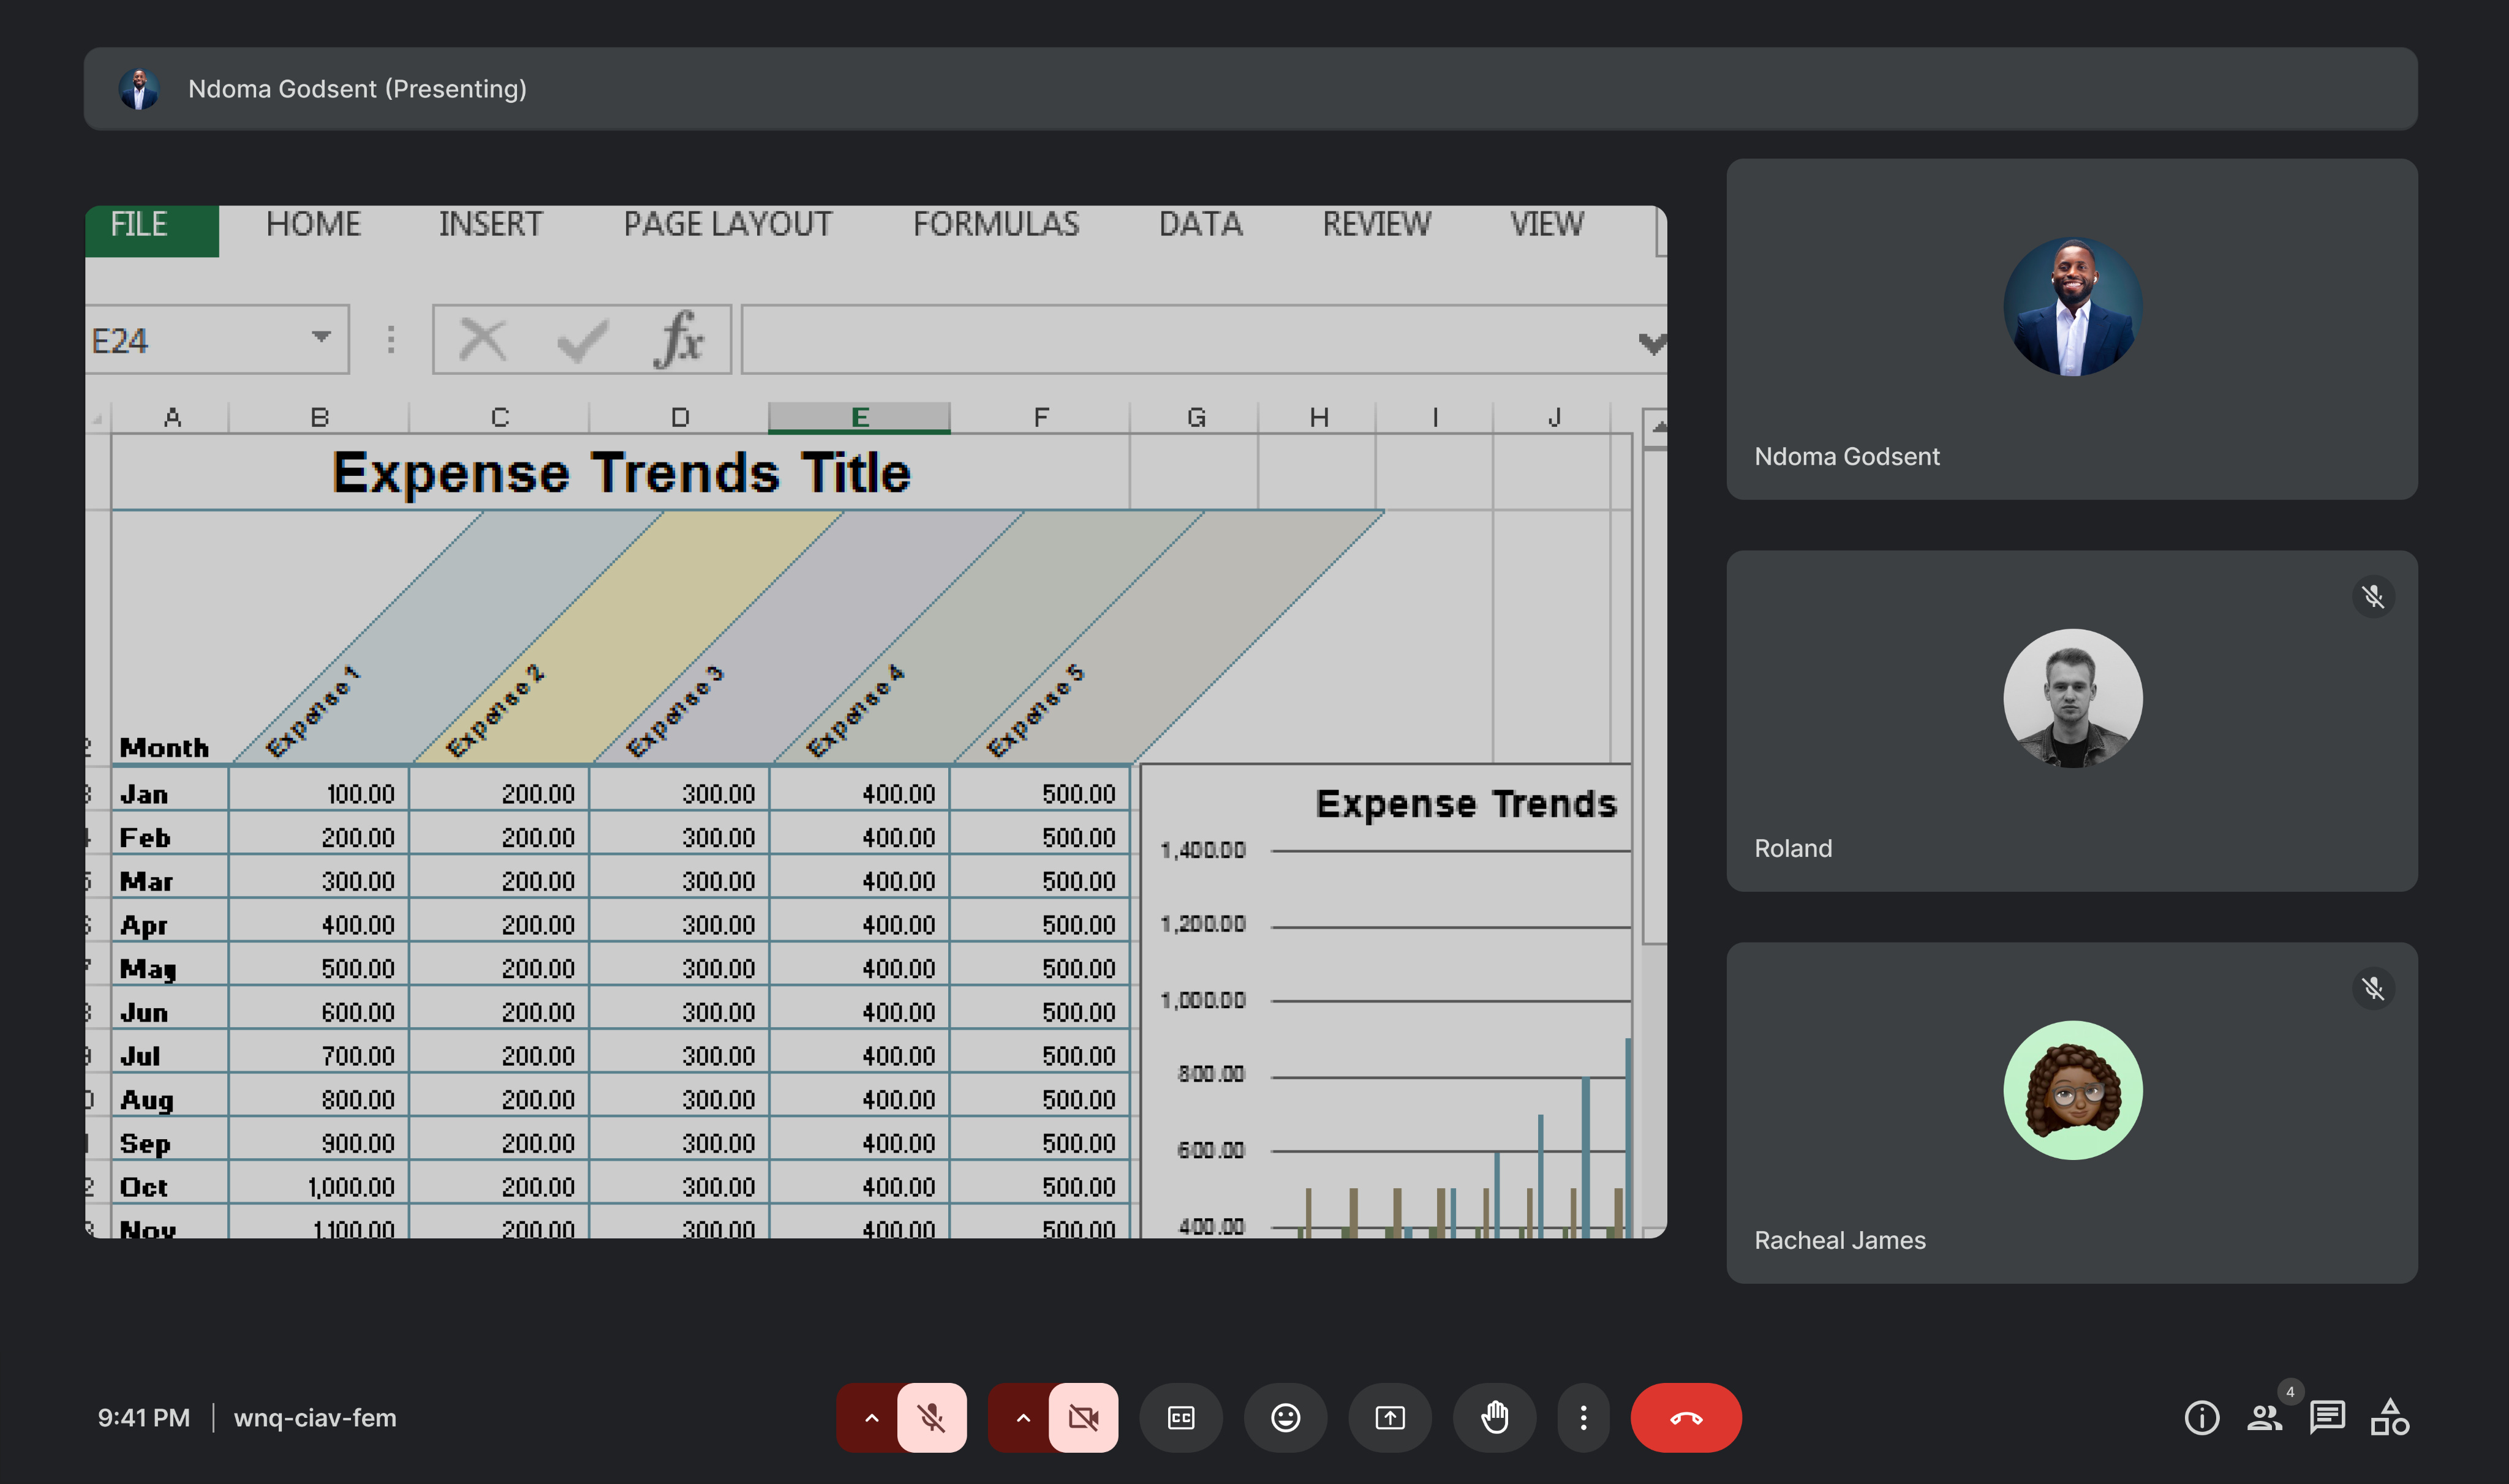 Ndoma Godsent (Presenting)
FILE HOME INSERT PAGE LAYOUT FORMULAS DATA REVIEW VIEW
E24 fx
A B C D E F G H I J
Expense Trends Title
Month Expense 1 Expense 2 Expense 3 Expense 4 Expense 5
Jan 100.00 200.00 300.00 400.00 500.00
Feb 200.00 200.00 300.00 400.00 500.00
Mar 300.00 200.00 300.00 400.00 500.00
Apr 400.00 200.00 300.00 400.00 500.00
May 500.00 200.00 300.00 400.00 500.00
Jun 600.00 200.00 300.00 400.00 500.00
Jul 700.00 200.00 300.00 400.00 500.00
Aug 800.00 200.00 300.00 400.00 500.00
Sep 900.00 200.00 300.00 400.00 500.00
Oct 1,000.00 200.00 300.00 400.00 500.00
Nov 1,100.00 200.00 300.00 400.00 500.00
Expense Trends
1,400.00
1,200.00
1,000.00
800.00
600.00
400.00
Ndoma Godsent
Roland
Racheal James
9:41 PM wnq-ciav-fem
CC
4